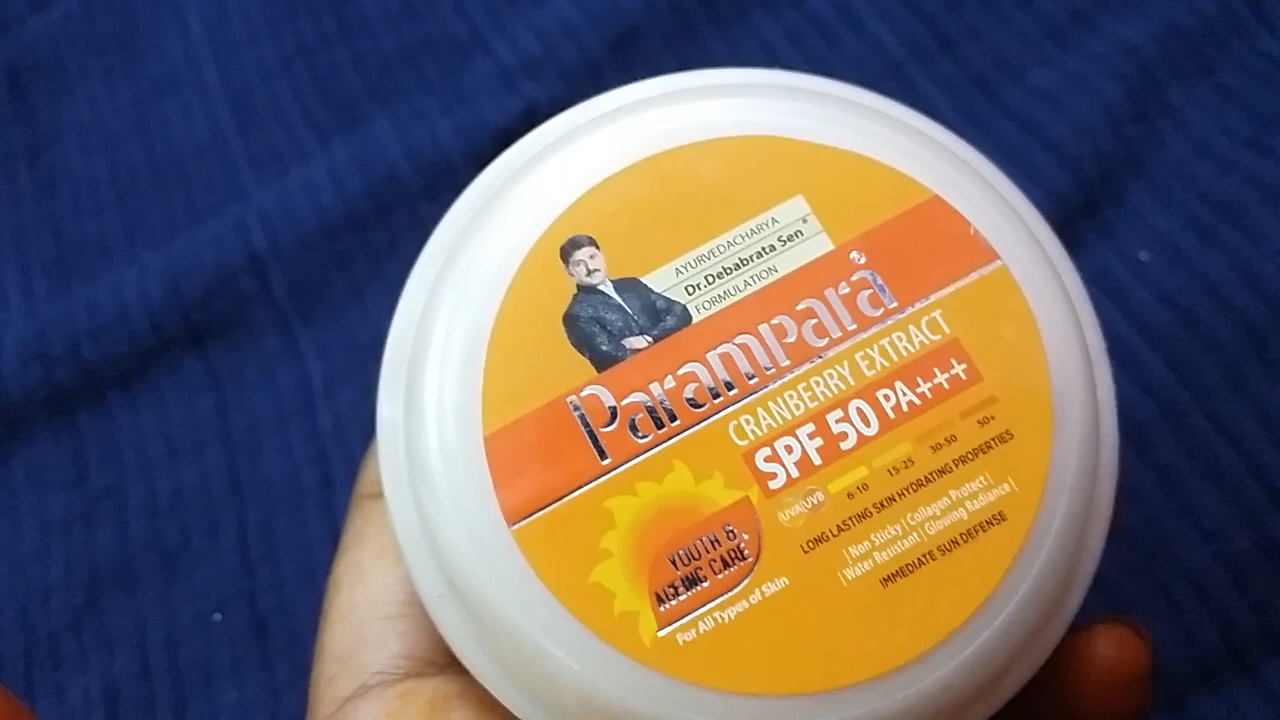 AYURVEDACHARYA
Dr.Debabrata Sen®
FORMULATION
Parampara®
CRANBERRY EXTRACT
SPF 50 PA+++
UVA|UVB 6-10 15-25 30-50 50+
LONG LASTING SKIN HYDRATING PROPERTIES
| Non Sticky | Collagen Protect |
| Water Resistant | Glowing Radiance |
IMMEDIATE SUN DEFENSE
YOUTH &
AGEING CARE
For All Types of Skin